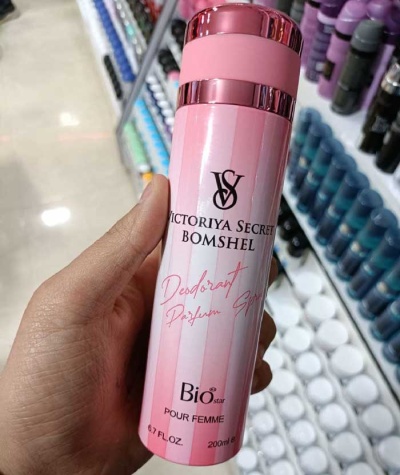 VS
VICTORIYA SECRET
BOMSHEL
Deodorant
Parfum Spray
Bio star
POUR FEMME
6.7 FL.OZ. 200ml e